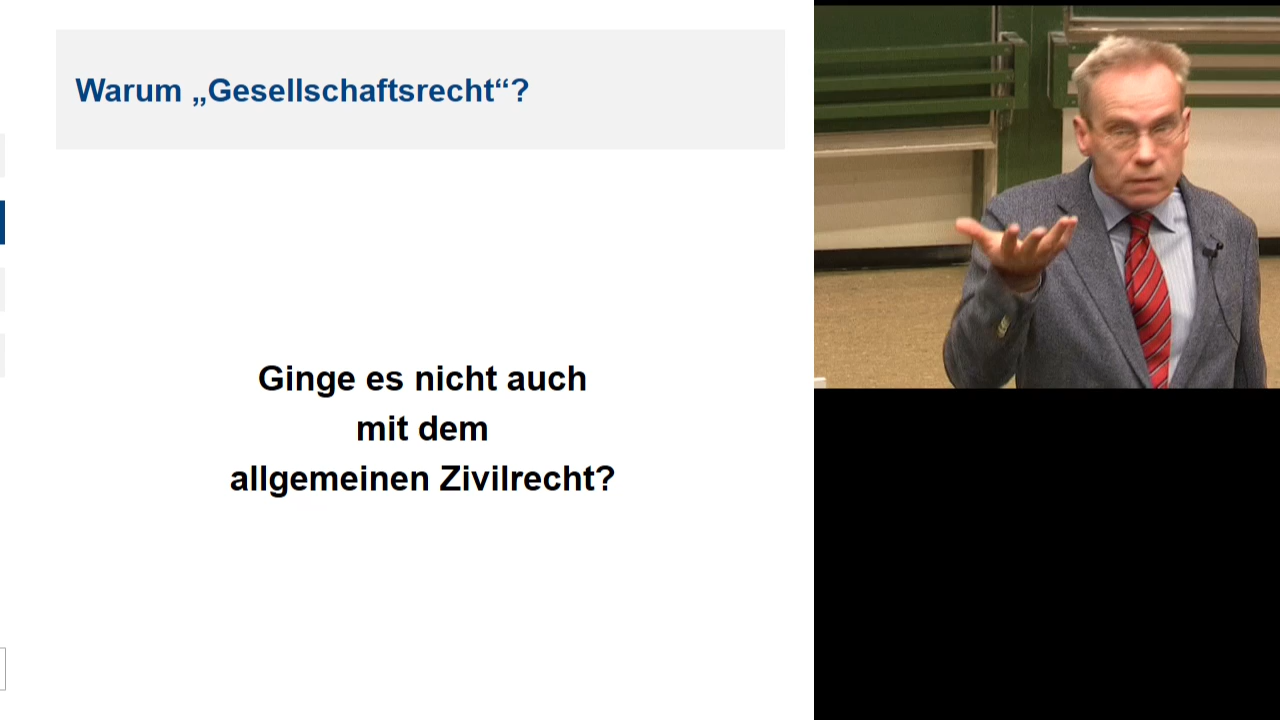 Warum „Gesellschaftsrecht“?
Ginge es nicht auch
mit dem
allgemeinen Zivilrecht?